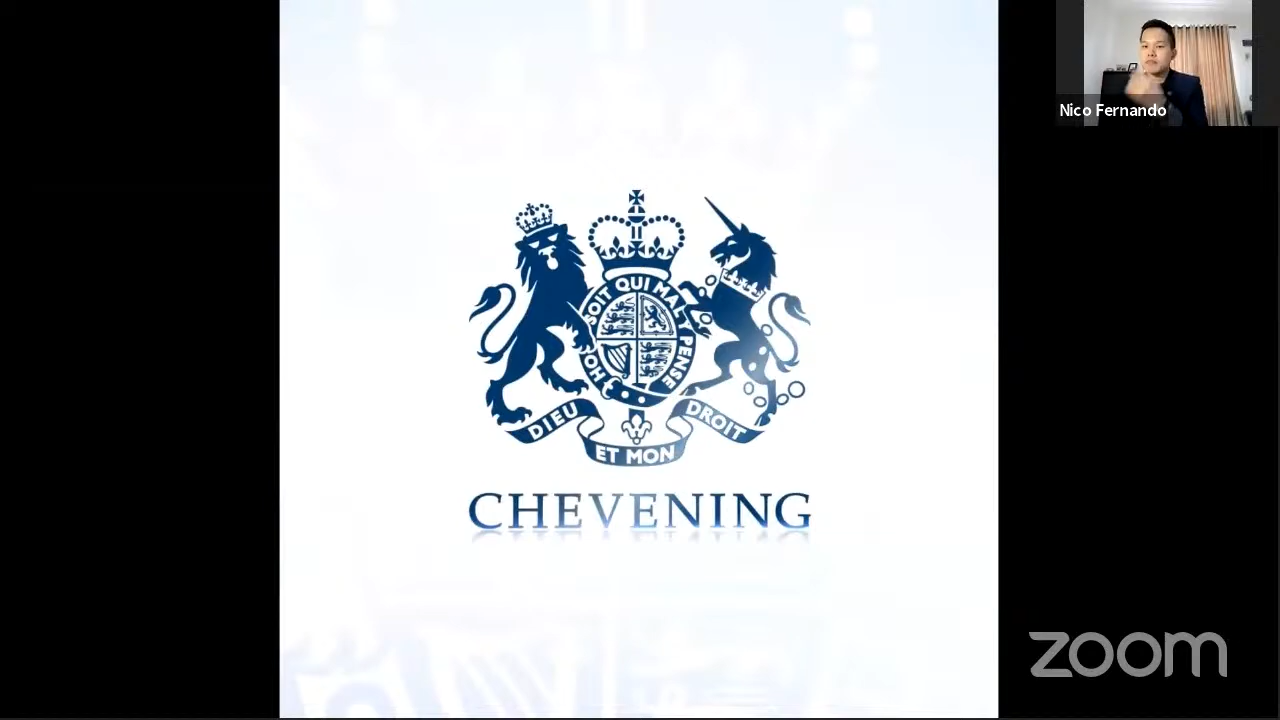 Nico Fernando
HONI SOIT QUI MAL Y PENSE
DIEU
ET MON
DROIT
CHEVENING
zoom